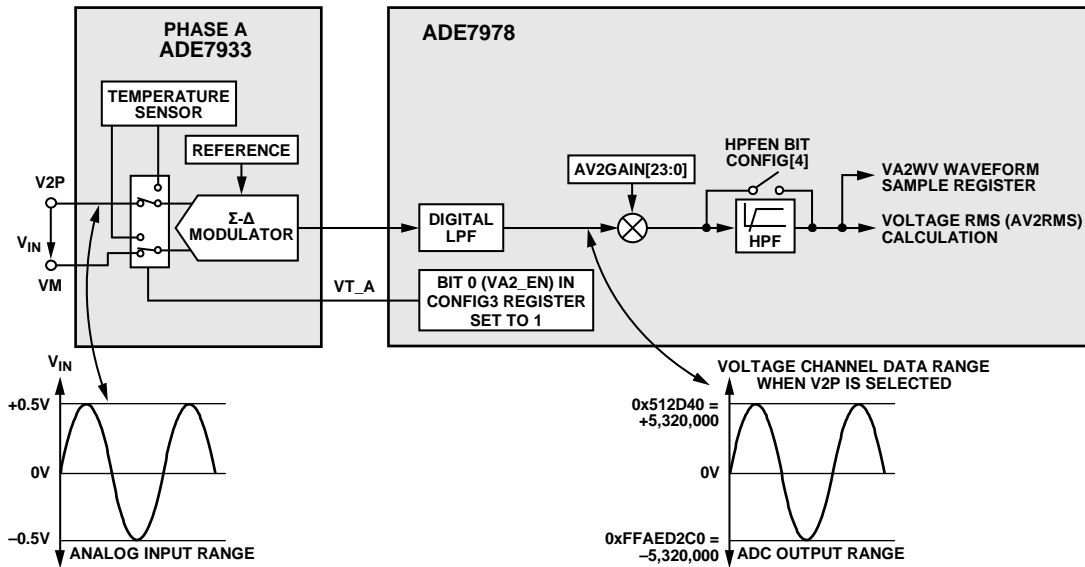 PHASE A
ADE7933
ADE7978
TEMPERATURE
SENSOR
REFERENCE
V2P
VIN
VM
Σ-Δ
MODULATOR
VT_A
DIGITAL
LPF
AV2GAIN[23:0]
HPFEN BIT
CONFIG[4]
HPF
VA2WV WAVEFORM
SAMPLE REGISTER
VOLTAGE RMS (AV2RMS)
CALCULATION
BIT 0 (VA2_EN) IN
CONFIG3 REGISTER
SET TO 1
VIN
+0.5V
0V
–0.5V
ANALOG INPUT RANGE
VOLTAGE CHANNEL DATA RANGE
WHEN V2P IS SELECTED
0x512D40 =
+5,320,000
0V
0xFFAED2C0 =
–5,320,000
ADC OUTPUT RANGE